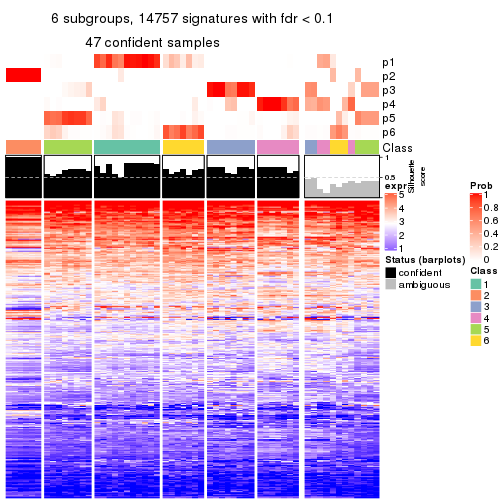 6 subgroups, 14757 signatures with fdr < 0.1
47 confident samples
p1
p2
p3
p4
p5
p6
Class
1
0.5
0
Silhouette
score
expr
5
4
3
2
1
Status (barplots)
confident
ambiguous
Prob
1
0.8
0.6
0.4
0.2
0
Class
1
2
3
4
5
6